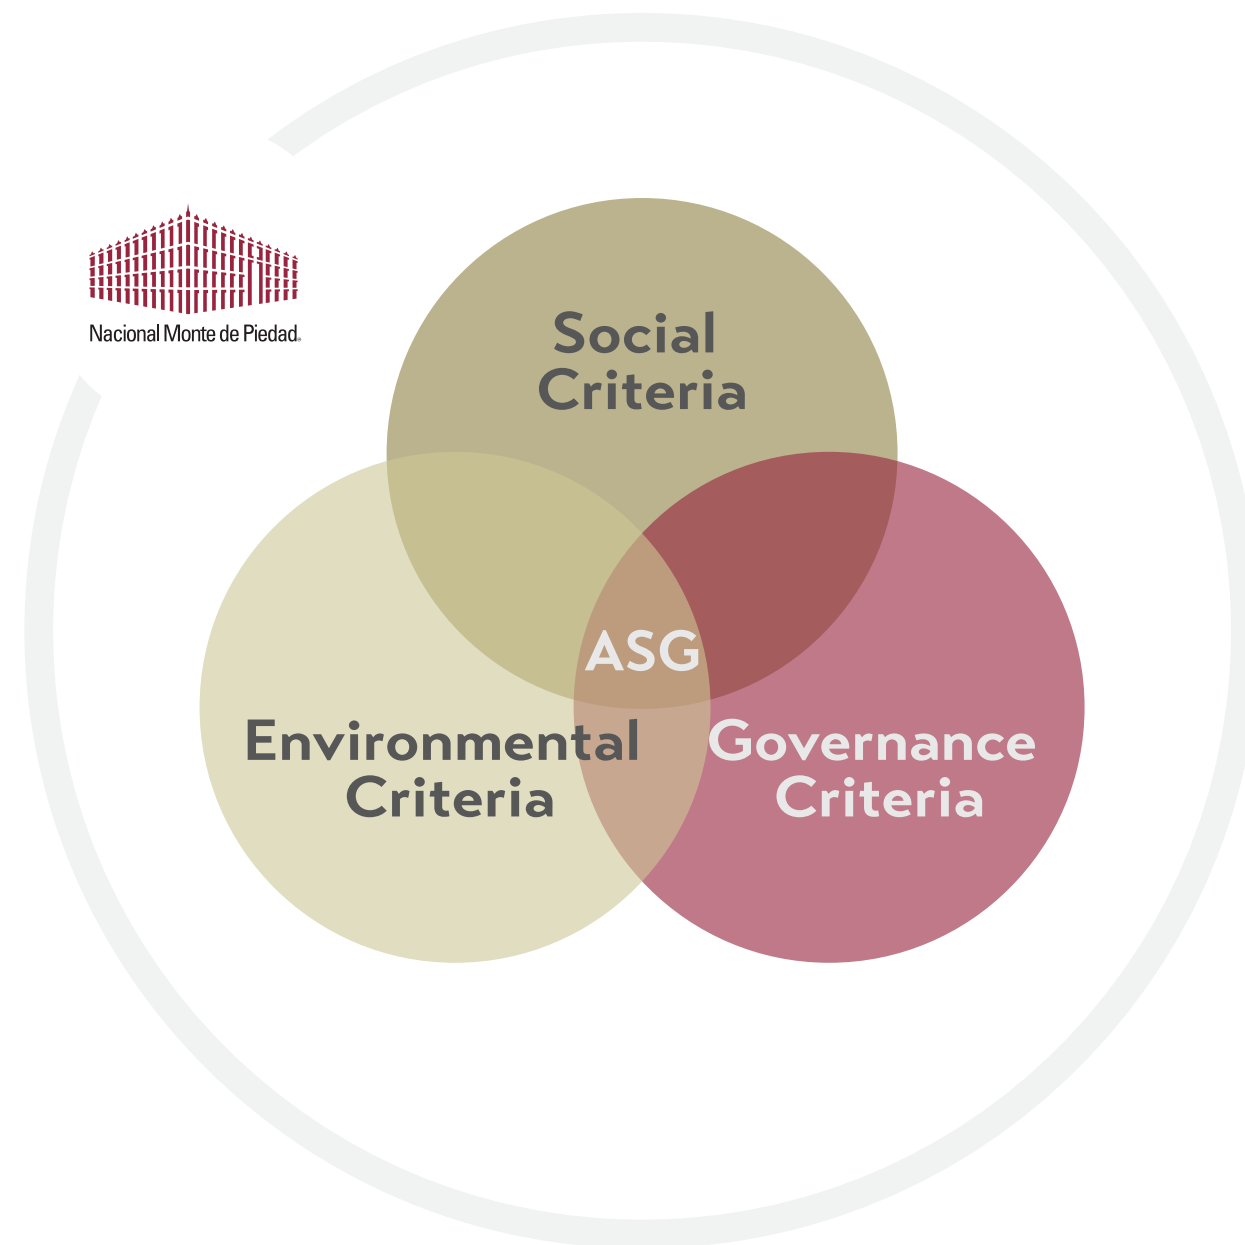 Nacional Monte de Piedad®
Social
Criteria
ASG
Environmental
Criteria
Governance
Criteria